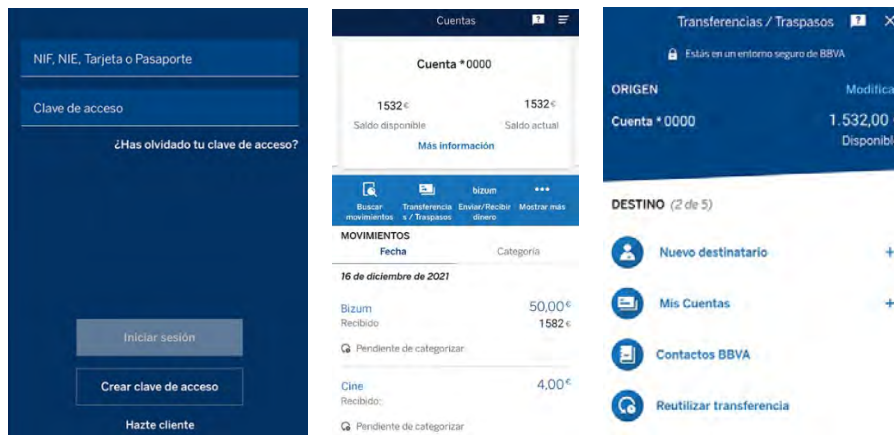 NIF, NIE, Tarjeta o Pasaporte
Clave de acceso
¿Has olvidado tu clave de acceso?
Iniciar sesión
Crear clave de acceso
Hazte cliente
Cuentas
?
Cuenta *0000
1532€ 1532€
Saldo disponible Saldo actual
Más información
bizum
Buscar Transferencia Enviar/Recibir Mostrar más
movimientos s / Traspasos dinero
MOVIMIENTOS
Fecha Categoría
16 de diciembre de 2021
Bizum 50,00€
Recibido 1582€
Pendiente de categorizar
Cine 4,00€
Recibido:
Pendiente de categorizar
Transferencias / Traspasos ?
Estás en un entorno seguro de BBVA
ORIGEN Modifica
Cuenta * 0000 1.532,00
Disponibl
DESTINO (2 de 5)
Nuevo destinatario +
Mis Cuentas +
Contactos BBVA
Reutilizar transferencia